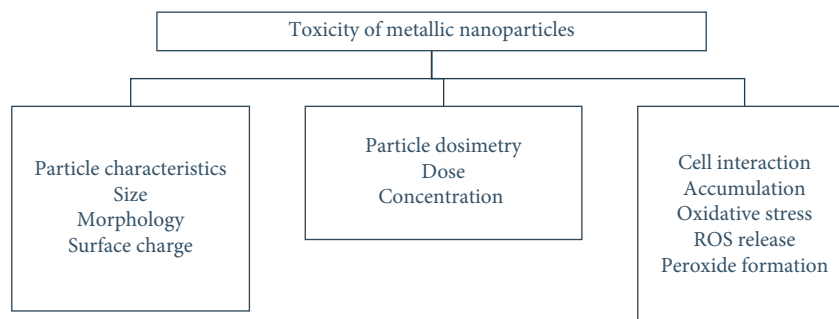 Toxicity of metallic nanoparticles
Particle characteristics
Size
Morphology
Surface charge
Particle dosimetry
Dose
Concentration
Cell interaction
Accumulation
Oxidative stress
ROS release
Peroxide formation